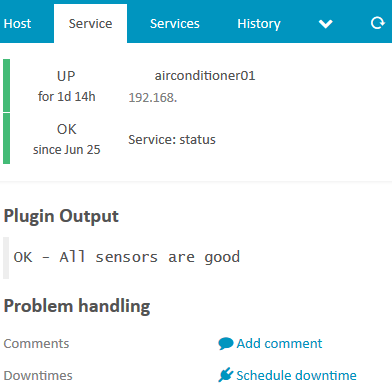 Host Service Services History
UP airconditioner01
for 1d 14h 192.168.
OK
since Jun 25 Service: status
Plugin Output
OK - All sensors are good
Problem handling
Comments Add comment
Downtimes Schedule downtime